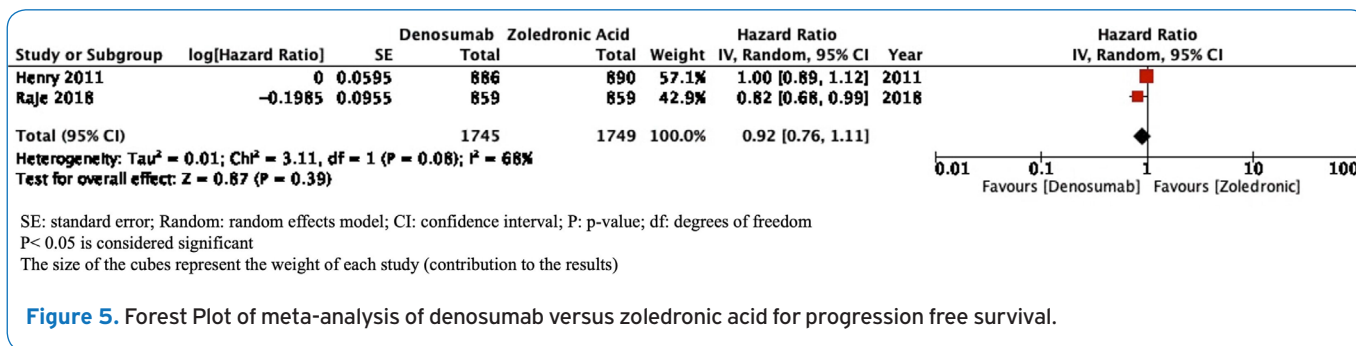 Denosumab Zoledronic Acid Hazard Ratio Hazard Ratio
Study or Subgroup log[Hazard Ratio] SE Total Total Weight IV, Random, 95% CI Year IV, Random, 95% CI
Henry 2011 0 0.0595 886 890 57.1% 1.00 [0.89, 1.12] 2011
Raje 2018 -0.1985 0.0955 859 859 42.9% 0.82 [0.68, 0.99] 2018
Total (95% CI) 1745 1749 100.0% 0.92 [0.76, 1.11]
Heterogeneity: Tau² = 0.01; Chi² = 3.11, df = 1 (P = 0.08); I² = 68%
Test for overall effect: Z = 0.87 (P = 0.39)
0.01 0.1 1 10 100
Favours [Denosumab] Favours [Zoledronic]
SE: standard error; Random: random effects model; CI: confidence interval; P: p-value; df: degrees of freedom
P< 0.05 is considered significant
The size of the cubes represent the weight of each study (contribution to the results)
Figure 5. Forest Plot of meta-analysis of denosumab versus zoledronic acid for progression free survival.